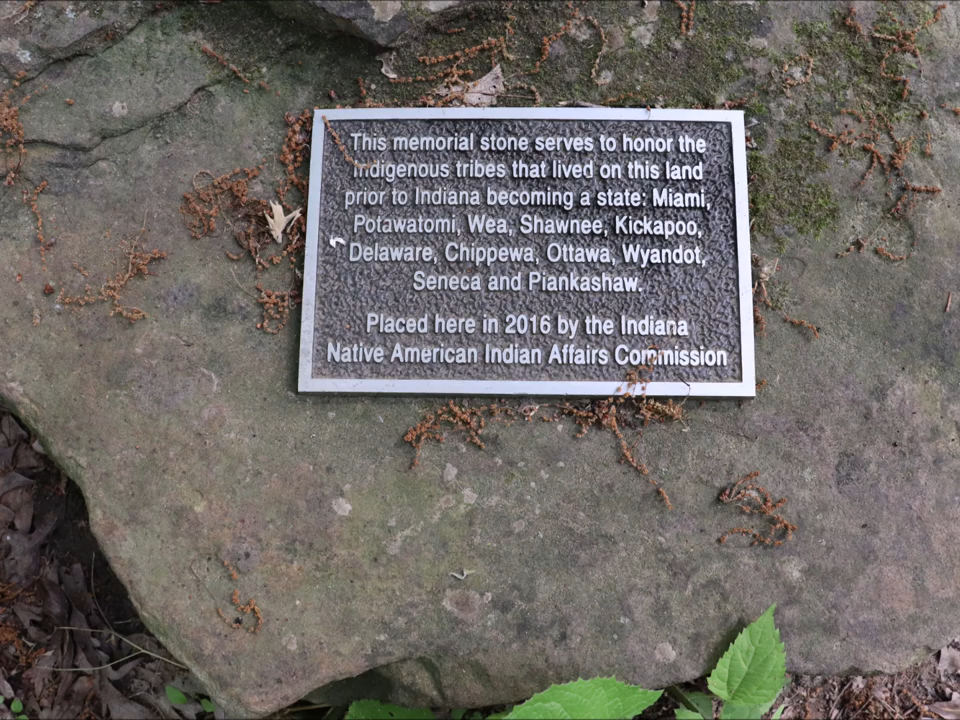 This memorial stone serves to honor the
indigenous tribes that lived on this land
prior to Indiana becoming a state: Miami,
Potawatomi, Wea, Shawnee, Kickapoo,
Delaware, Chippewa, Ottawa, Wyandot,
Seneca and Piankashaw.
Placed here in 2016 by the Indiana
Native American Indian Affairs Commission